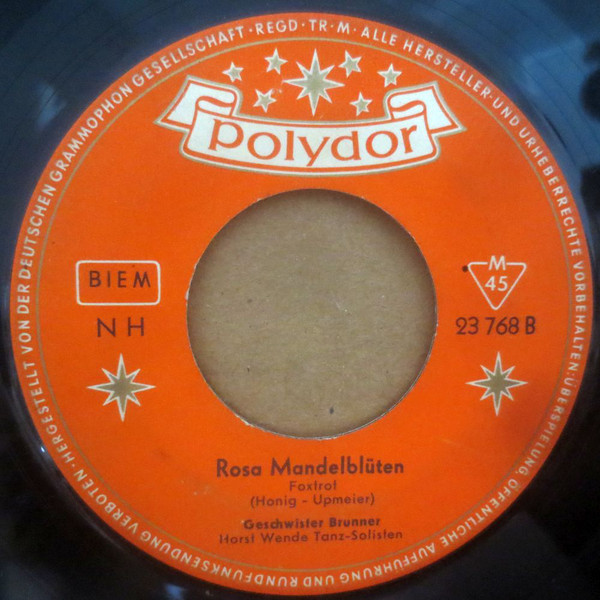 HERGESTELLT VON DER DEUTSCHEN GRAMMOPHON GESELLSCHAFT · REGD · TR · M · ALLE HERSTELLER- UND URHEBERRECHTE VORBEHALTEN: ÜBERSPIELUNG, ÖFFENTLICHE AUFFÜHRUNG UND RUNDFUNKSENDUNG VERBOTEN ·
Polydor
BIEM
M
45
NH
23 768 B
Rosa Mandelblüten
Foxtrot
(Honig - Upmeier)
Geschwister Brunner
Horst Wende Tanz-Solisten